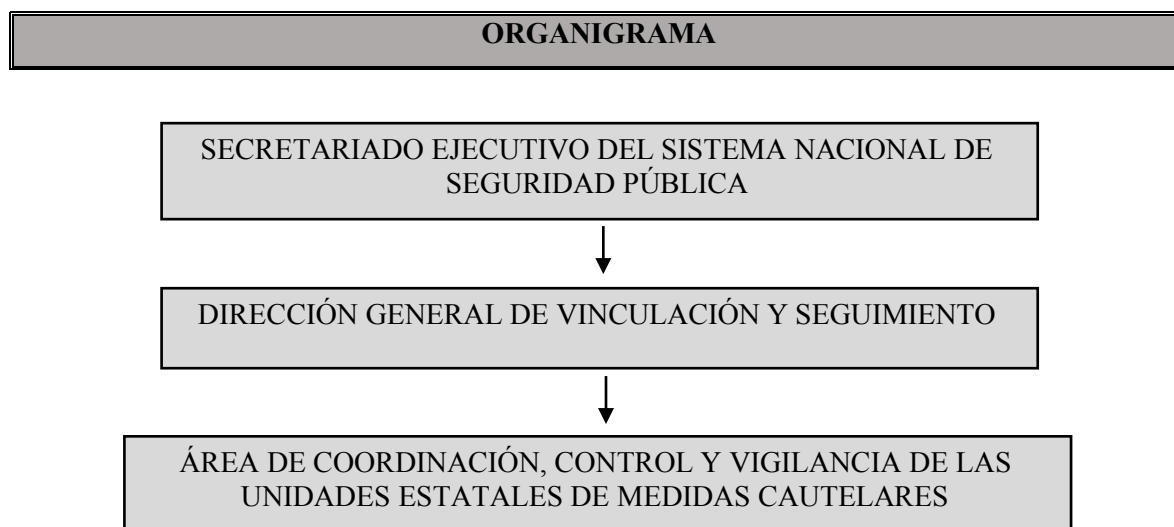 ORGANIGRAMA
SECRETARIADO EJECUTIVO DEL SISTEMA NACIONAL DE
SEGURIDAD PÚBLICA
DIRECCIÓN GENERAL DE VINCULACIÓN Y SEGUIMIENTO
ÁREA DE COORDINACIÓN, CONTROL Y VIGILANCIA DE LAS
UNIDADES ESTATALES DE MEDIDAS CAUTELARES